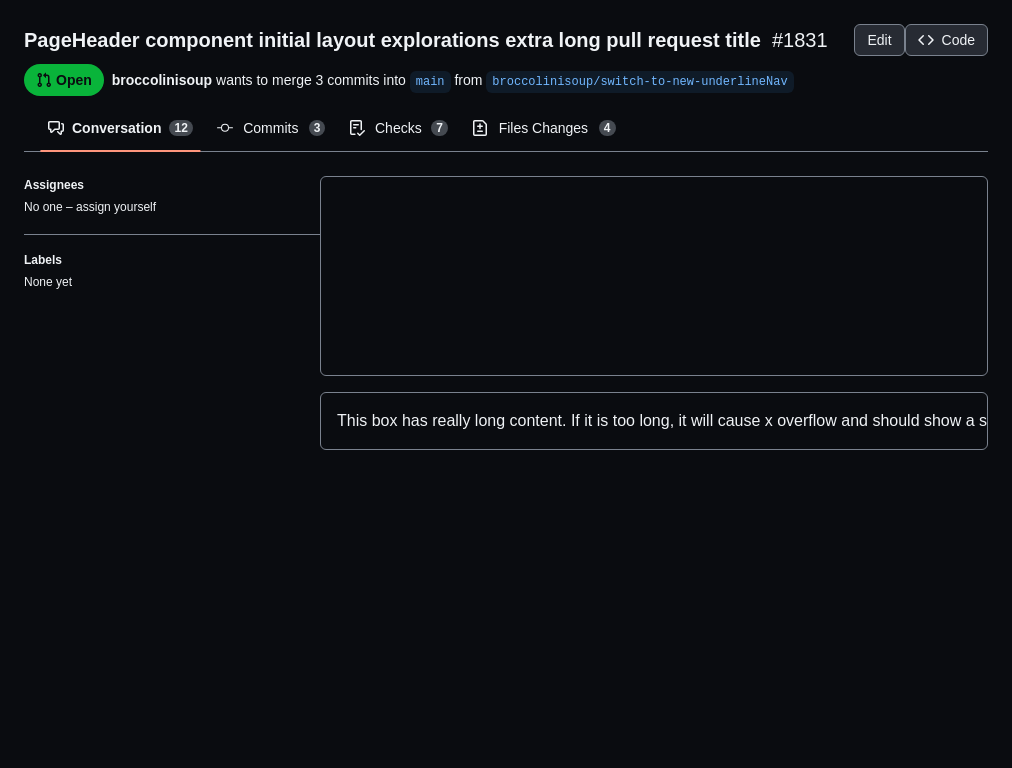 PageHeader component initial layout explorations extra long pull request title #1831
Edit
Code
Open
broccolinisoup wants to merge 3 commits into main from broccolinisoup/switch-to-new-underlineNav
Conversation 12
Commits 3
Checks 7
Files Changes 4
Assignees
No one – assign yourself
Labels
None yet
This box has really long content. If it is too long, it will cause x overflow and should show a s